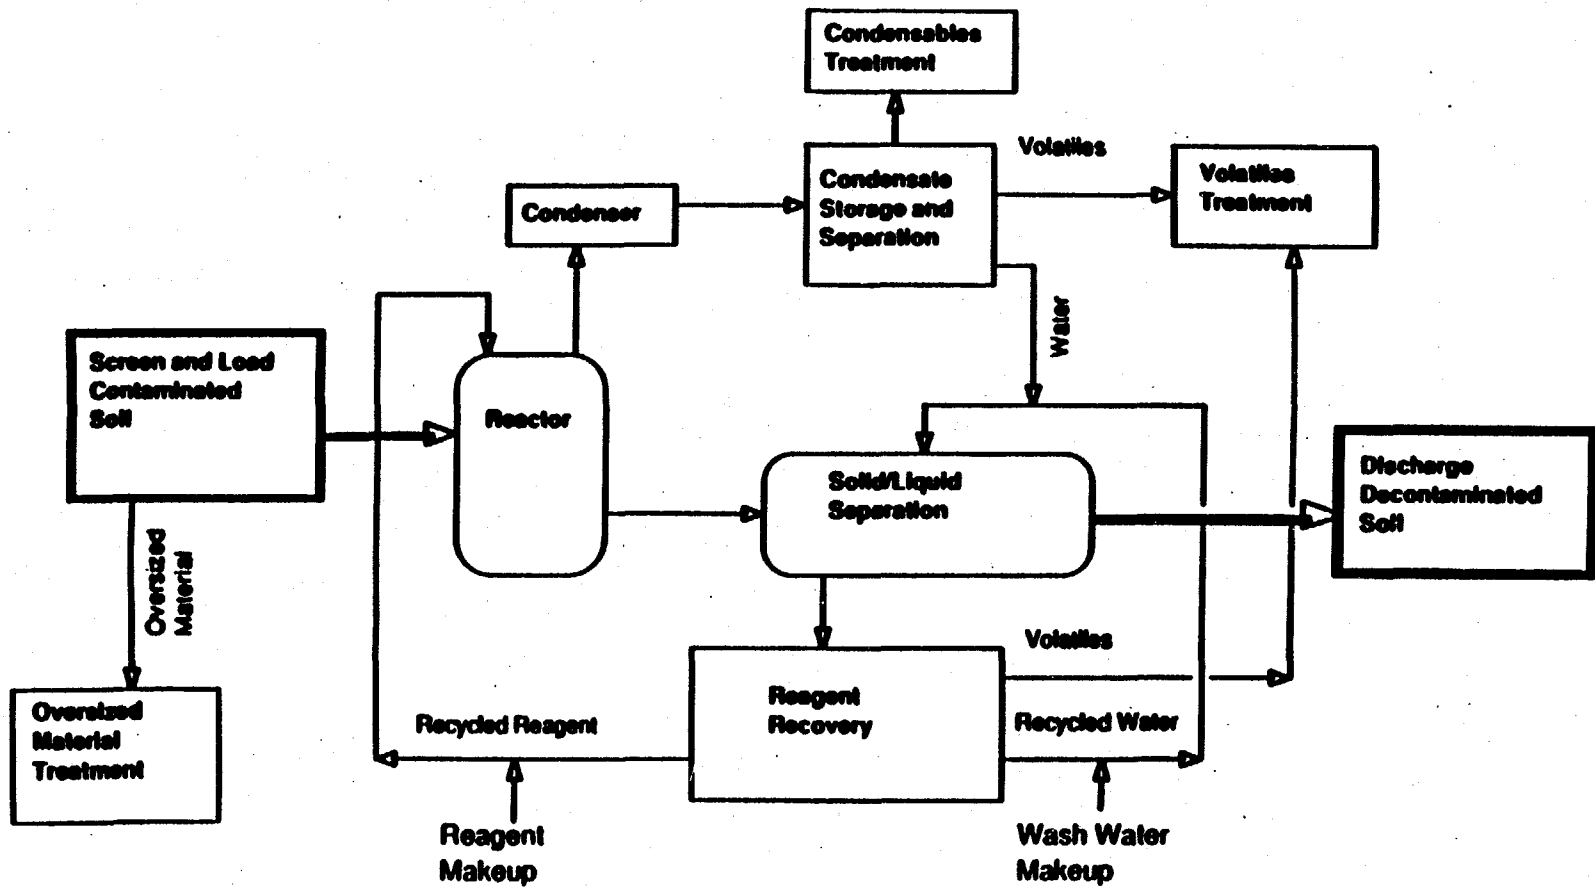 Condensables
Treatment
Volatiles
Condensate
Storage and
Separation
Volatiles
Treatment
Condenser
Water
Screen and Load
Contaminated
Soil
Reactor
Solid/Liquid
Separation
Discharge
Decontaminated
Soil
Oversized
Material
Volatiles
Oversized
Material
Treatment
Reagent
Recovery
Recycled Reagent
Recycled Water
Reagent
Makeup
Wash Water
Makeup